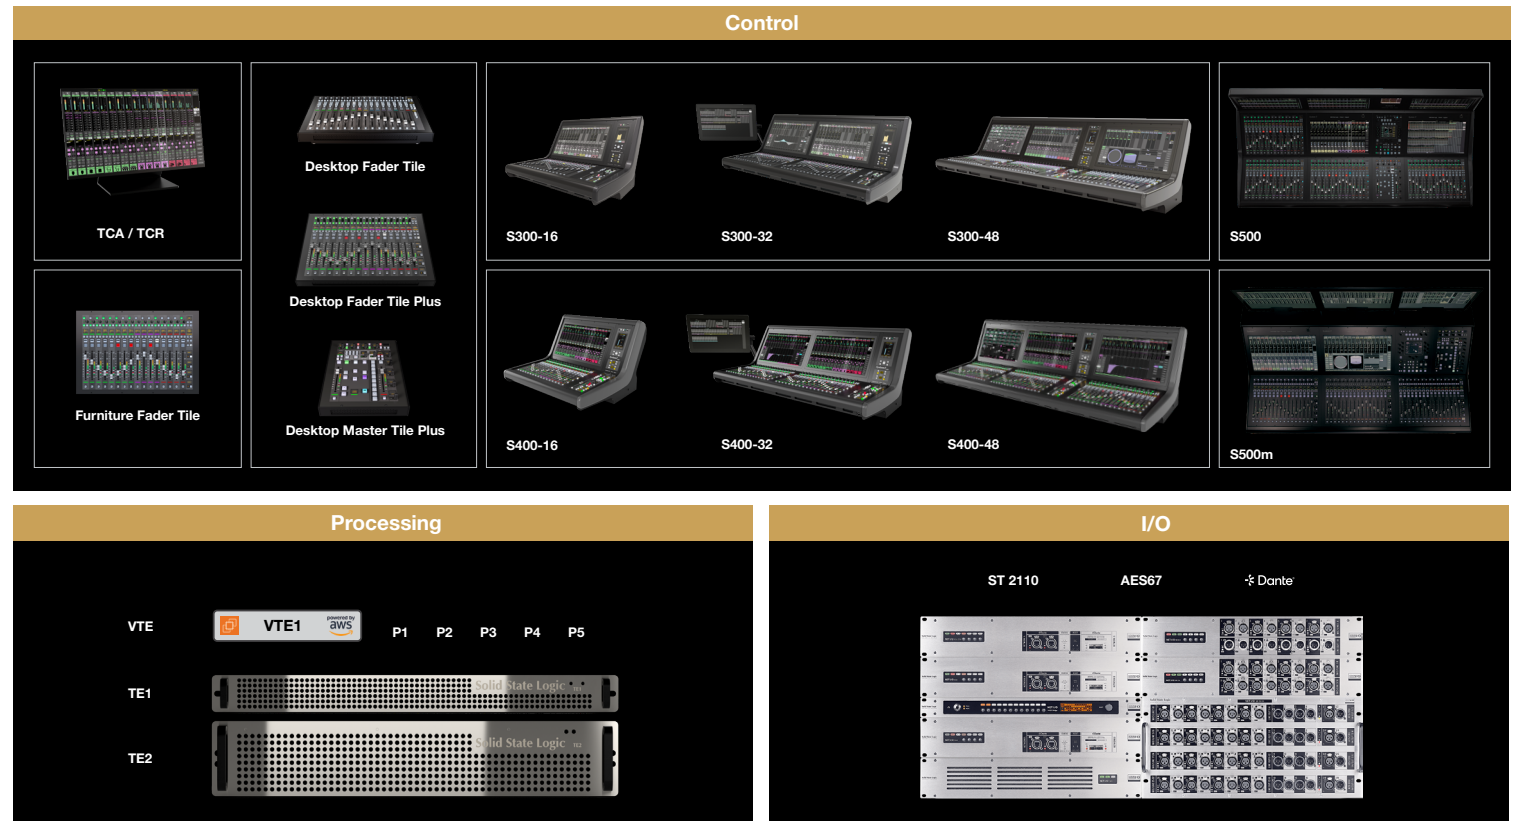 Control
TCA / TCR
Desktop Fader Tile
Desktop Fader Tile Plus
Desktop Master Tile Plus
Furniture Fader Tile
S300-16
S300-32
S300-48
S400-16
S400-32
S400-48
S500
S500m
Processing
VTE
VTE1
powered by
aws
P1 P2 P3 P4 P5
TE1
Solid State Logic TE1
TE2
Solid State Logic TE2
I/O
ST 2110
AES67
Dante